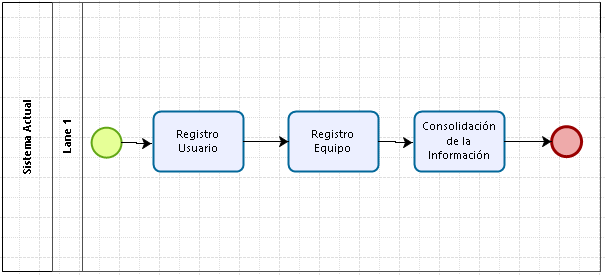 Sistema Actual
Lane 1
Registro
Usuario
Registro
Equipo
Consolidación
de la
Información